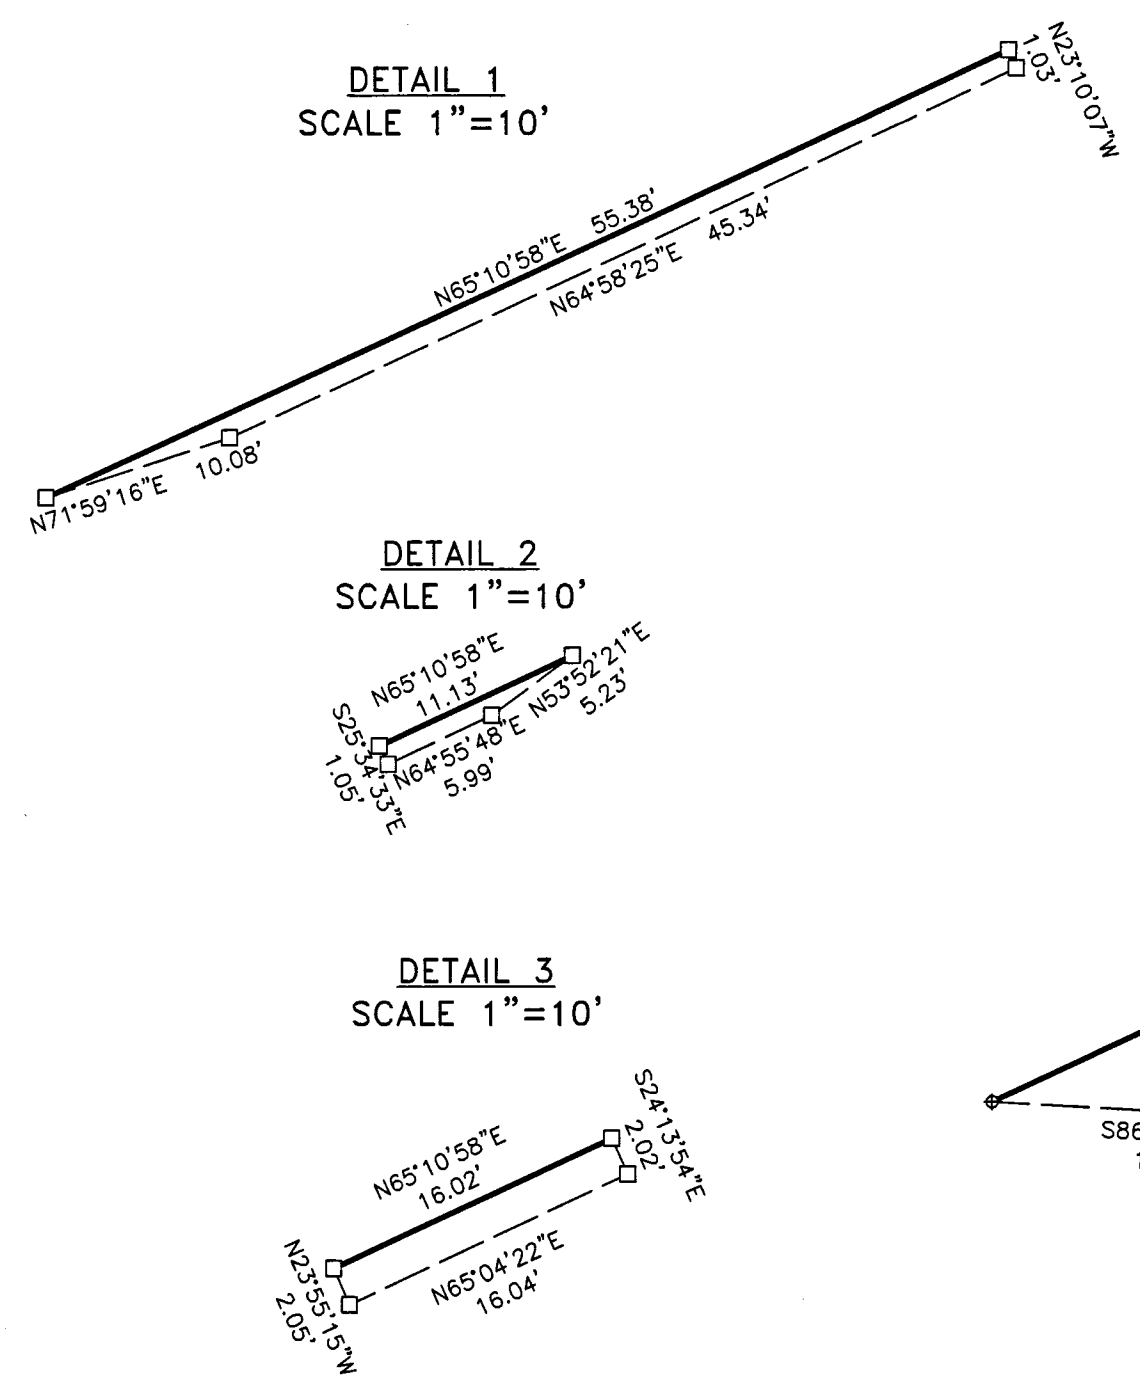 DETAIL 1
SCALE 1"=10'
N23°10'07"W
1.03'
N65°10'58"E 55.38'
N64°58'25"E 45.34'
N71°59'16"E 10.08'
DETAIL 2
SCALE 1"=10'
N65°10'58"E
11.13'
N53°52'21"E
5.23'
S25°34'33"E
1.05'
N64°55'48"E
5.99'
DETAIL 3
SCALE 1"=10'
N65°10'58"E
16.02'
S24°13'54"E
2.02'
N65°04'22"E
16.04'
N23°55'15"W
2.05'
S86